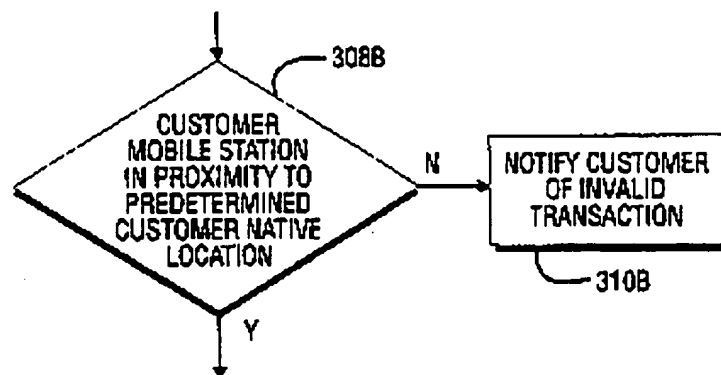 308B
CUSTOMER
MOBILE STATION
IN PROXIMITY TO
PREDETERMINED
CUSTOMER NATIVE
LOCATION
N
NOTIFY CUSTOMER
OF INVALID
TRANSACTION
310B
Y